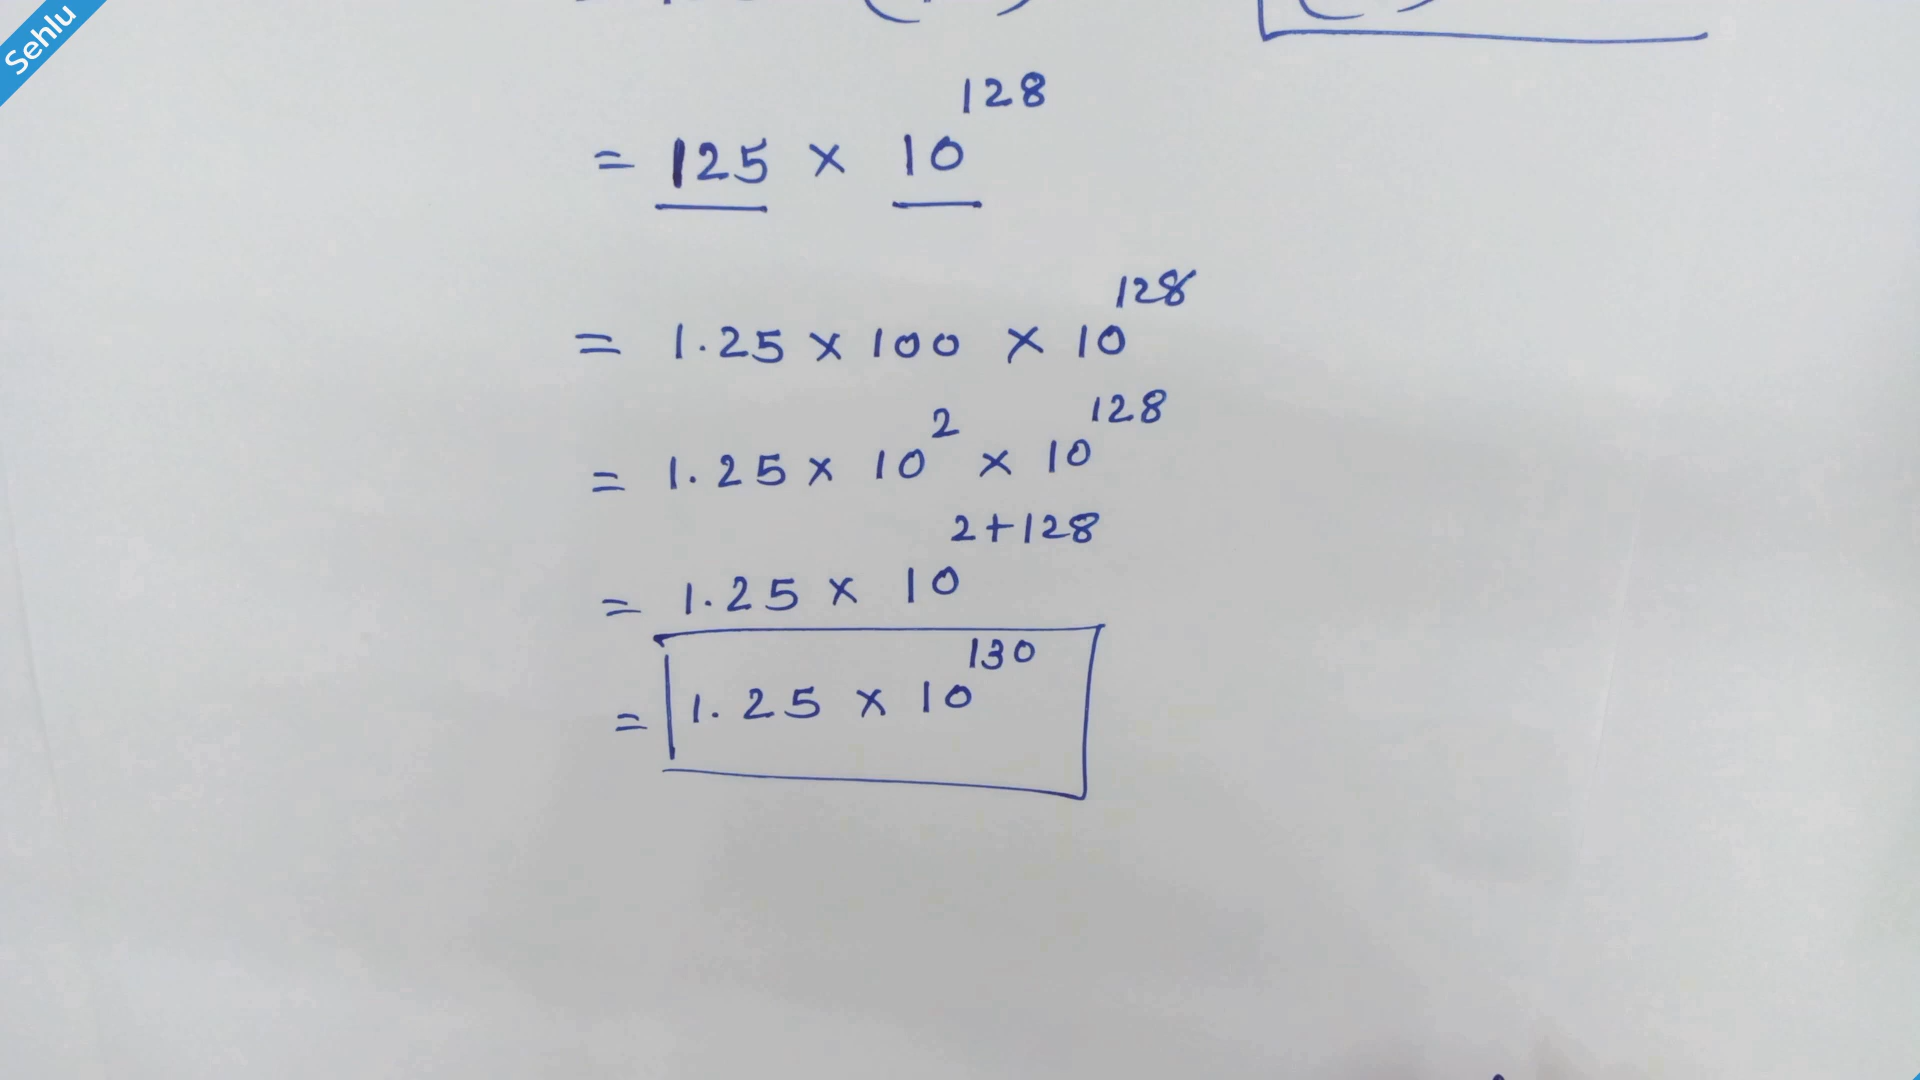 Sehlu
= 125 × 10^128
= 1.25 × 100 × 10^128
= 1.25 × 10^2 × 10^128
= 1.25 × 10^2+128
= 1.25 × 10^130